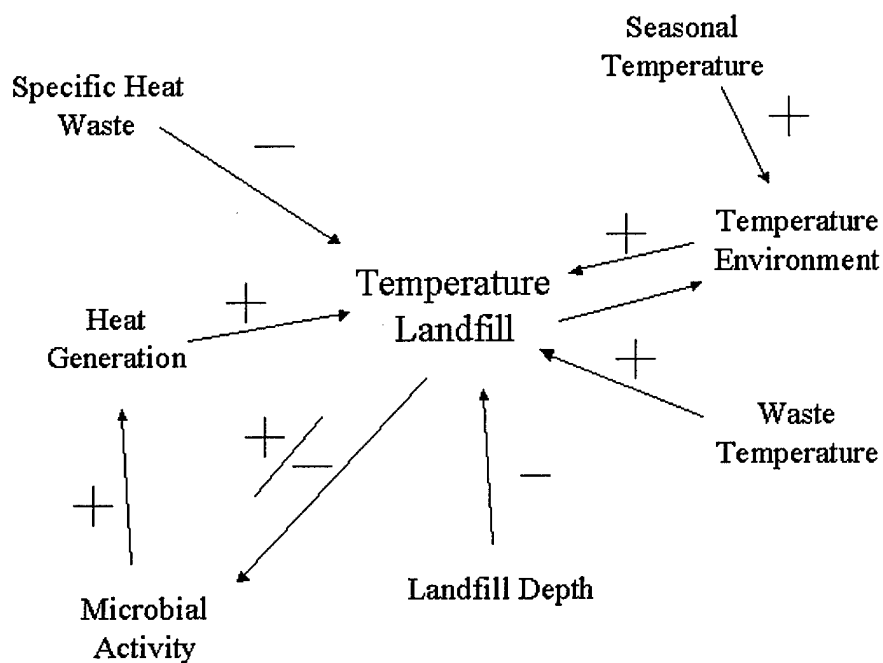 Seasonal
Temperature
Specific Heat
Waste
+
−
Temperature
Environment
+
Temperature
Landfill
+
Heat
Generation
+
Waste
Temperature
+/−
−
+
Landfill Depth
Microbial
Activity